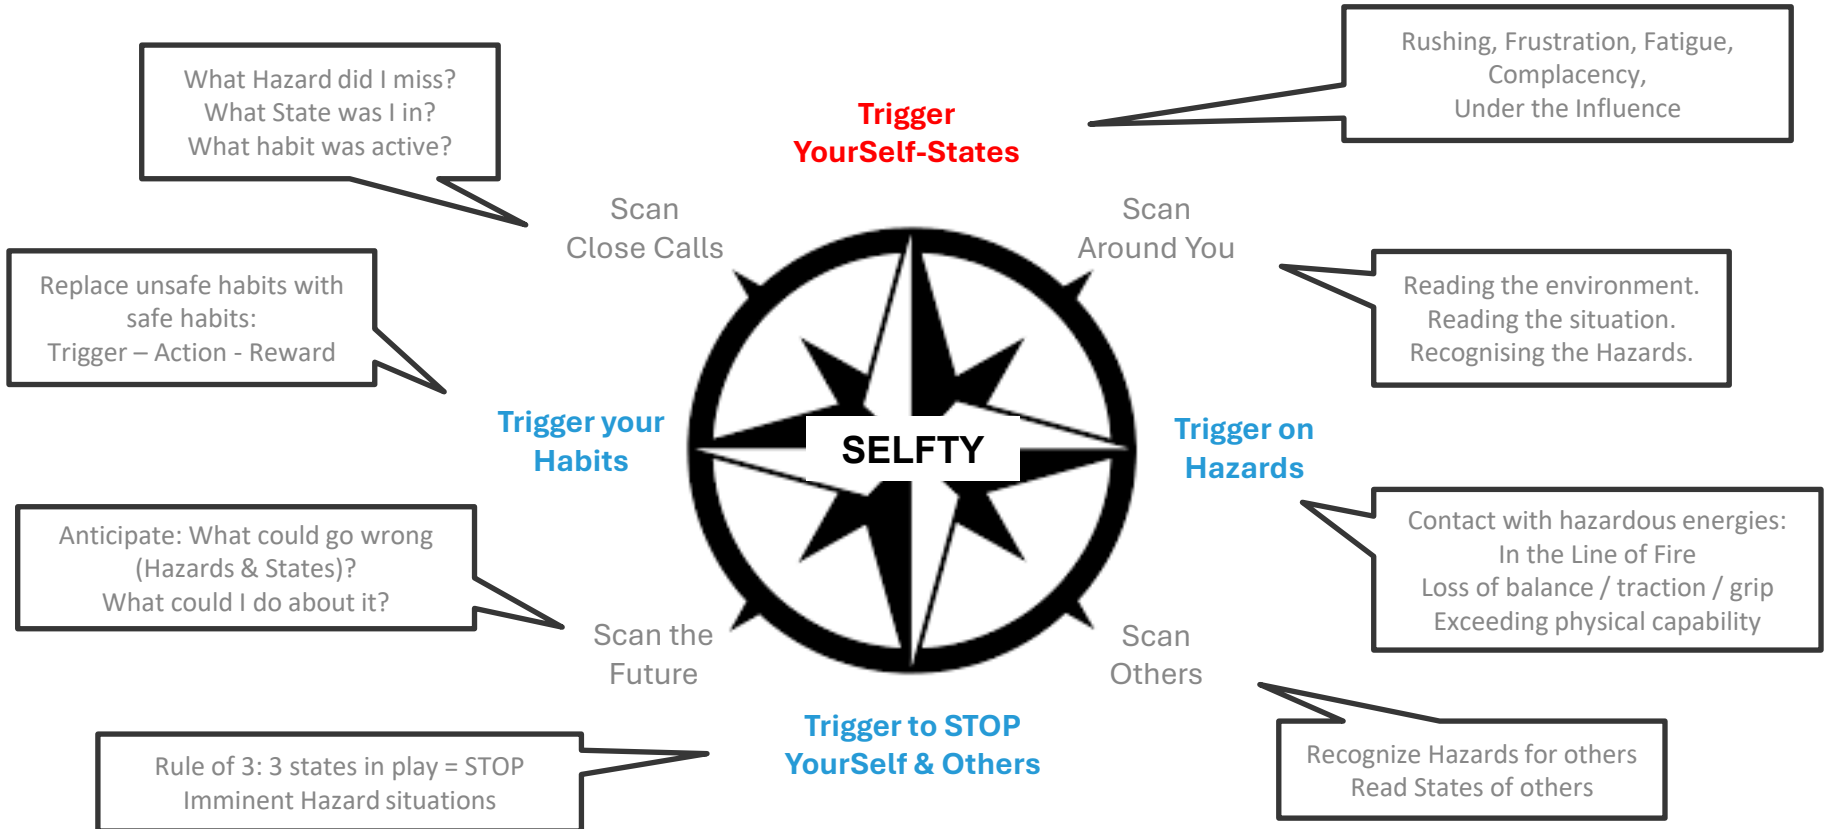 Rushing, Frustration, Fatigue,
Complacency,
Under the Influence
What Hazard did I miss?
What State was I in?
What habit was active?
Trigger
YourSelf-States
Scan
Close Calls
Scan
Around You
Replace unsafe habits with
safe habits:
Trigger – Action - Reward
Reading the environment.
Reading the situation.
Recognising the Hazards.
Trigger your
Habits
SELFTY
Trigger on
Hazards
Anticipate: What could go wrong
(Hazards & States)?
What could I do about it?
Contact with hazardous energies:
In the Line of Fire
Loss of balance / traction / grip
Exceeding physical capability
Scan the
Future
Scan
Others
Trigger to STOP
YourSelf & Others
Rule of 3: 3 states in play = STOP
Imminent Hazard situations
Recognize Hazards for others
Read States of others